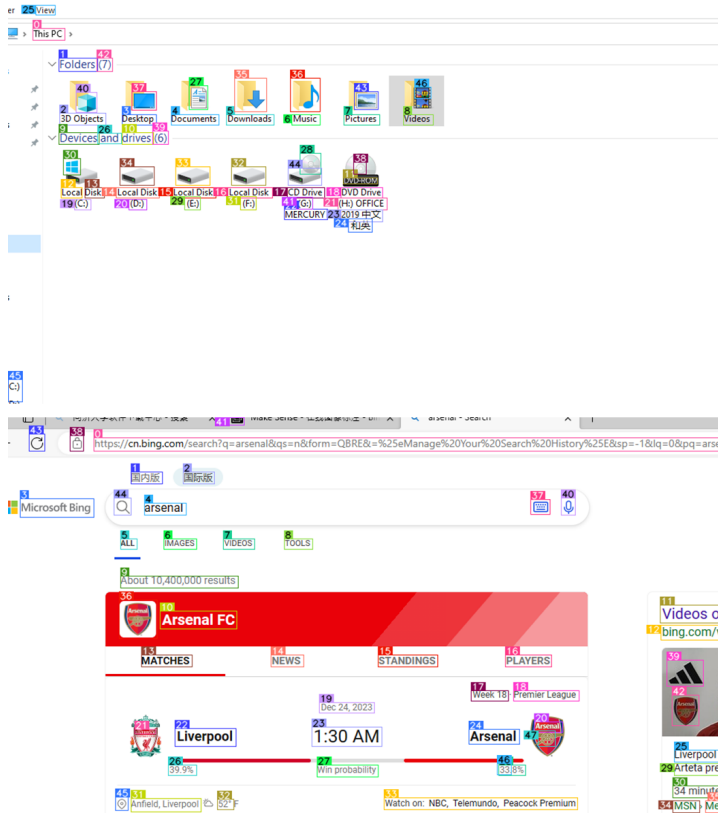 View
This PC
Folders (7)
3D Objects Desktop Documents Downloads Music Pictures Videos
Devices and drives (6)
Local Disk Local Disk Local Disk Local Disk CD Drive DVD Drive
(C:) (D:) (E:) (F:) (G:) (H:) OFFICE
MERCURY 2019 中文
和英
C:)
arsenal - Search
https://cn.bing.com/search?q=arsenal&qs=n&form=QBRE&=%25eManage%20Your%20Search%20History%25E&sp=-1&lq=0&pq=arse
国内版 国际版
Microsoft Bing
arsenal
ALL IMAGES VIDEOS TOOLS
About 10,400,000 results
Arsenal FC
MATCHES NEWS STANDINGS PLAYERS
Week 18 Premier League
Dec 24, 2023
Liverpool 1:30 AM Arsenal
39.9% Win probability 33.8%
Anfield, Liverpool 52° F
Watch on: NBC, Telemundo, Peacock Premium
Videos o
bing.com/v
Liverpool
Arteta pre
34 minute
MSN › Me